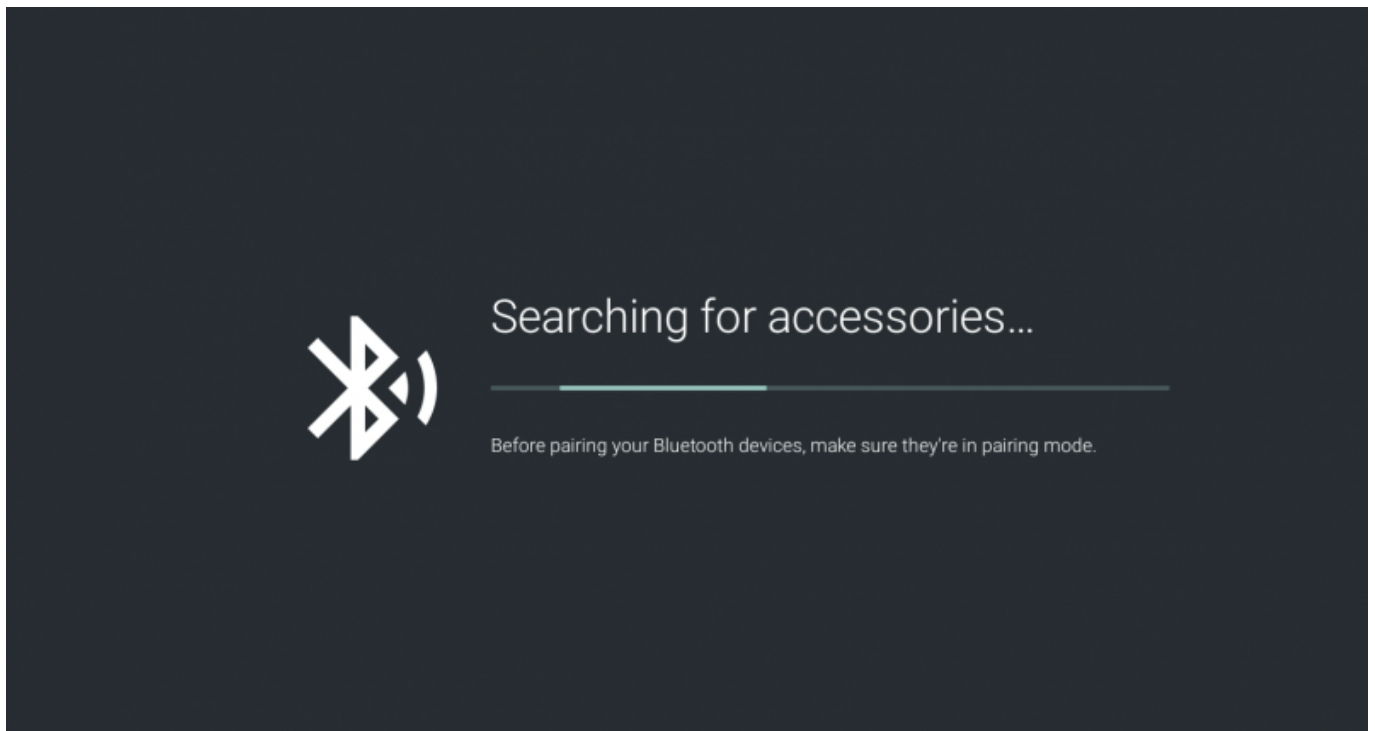 Searching for accessories...
Before pairing your Bluetooth devices, make sure they're in pairing mode.